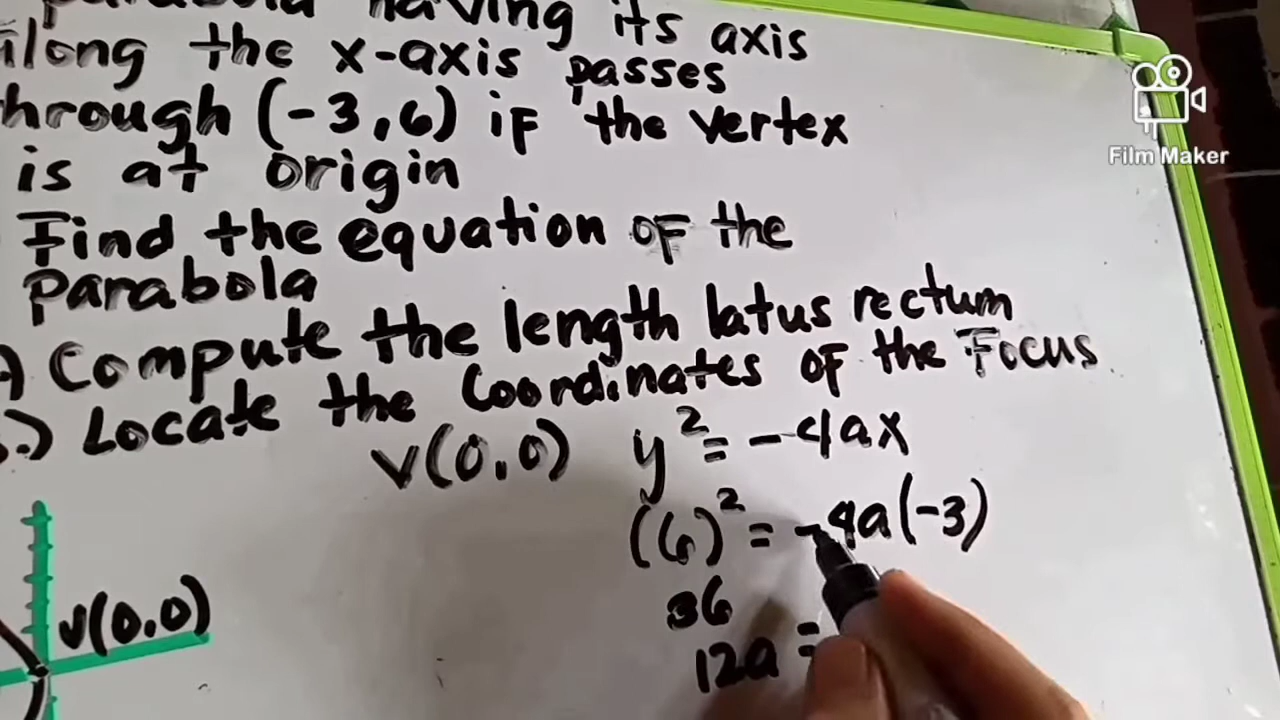 parabola having its axis
along the x-axis passes
through (-3,6) if the vertex
is at origin
Find the equation of the
parabola
) Compute the length latus rectum
.) Locate the Coordinates of the Focus
V(0,0) y² = -4ax
(6)² = -4a(-3)
36
12a =
V(0,0)
Film Maker